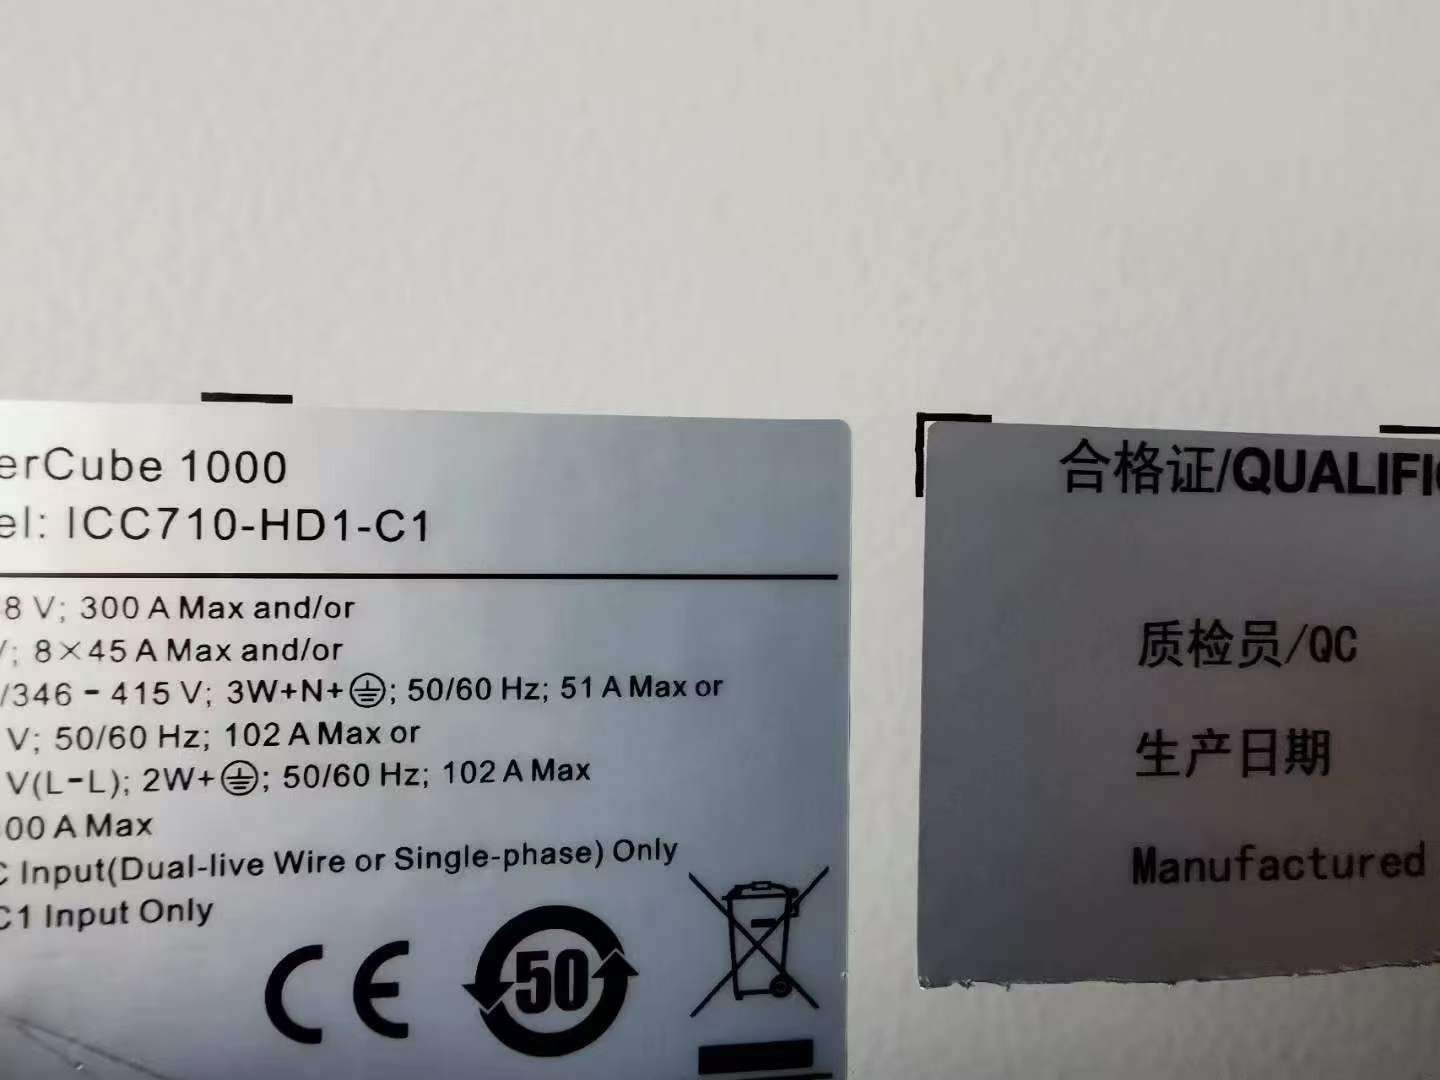 erCube 1000
el: ICC710-HD1-C1
8 V; 300 A Max and/or
; 8×45 A Max and/or
/346 - 415 V; 3W+N+⏚; 50/60 Hz; 51 A Max or
V; 50/60 Hz; 102 A Max or
V(L-L); 2W+⏚; 50/60 Hz; 102 A Max
00 A Max
C Input(Dual-live Wire or Single-phase) Only
C1 Input Only
CE
50
合格证/QUALIFI
质检员/QC
生产日期
Manufactured